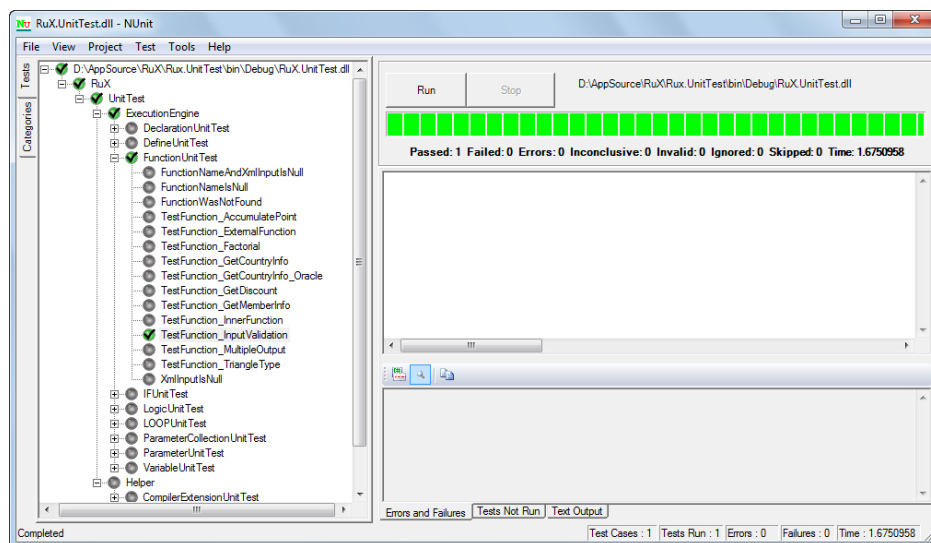 RuX.UnitTest.dll - NUnit
File View Project Test Tools Help
Tests
Categories
D:\AppSource\RuX\Rux.UnitTest\bin\Debug\RuX.UnitTest.dll
RuX
UnitTest
ExecutionEngine
DeclarationUnitTest
DefineUnitTest
FunctionUnitTest
FunctionNameAndXmlInputIsNull
FunctionNameIsNull
FunctionWasNotFound
TestFunction_AccumulatePoint
TestFunction_ExternalFunction
TestFunction_Factorial
TestFunction_GetCountryInfo
TestFunction_GetCountryInfo_Oracle
TestFunction_GetDiscount
TestFunction_GetMemberInfo
TestFunction_InnerFunction
TestFunction_InputValidation
TestFunction_MultipleOutput
TestFunction_TriangleType
XmlInputIsNull
IFUnitTest
LogicUnitTest
LOOPUnitTest
ParameterCollectionUnitTest
ParameterUnitTest
VariableUnitTest
Helper
CompilerExtensionUnitTest
Run
Stop
D:\AppSource\RuX\Rux.UnitTest\bin\Debug\RuX.UnitTest.dll
Passed: 1 Failed: 0 Errors: 0 Inconclusive: 0 Invalid: 0 Ignored: 0 Skipped: 0 Time: 1.6750958
Errors and Failures Tests Not Run Text Output
Completed
Test Cases : 1 Tests Run : 1 Errors : 0 Failures : 0 Time : 1.6750958